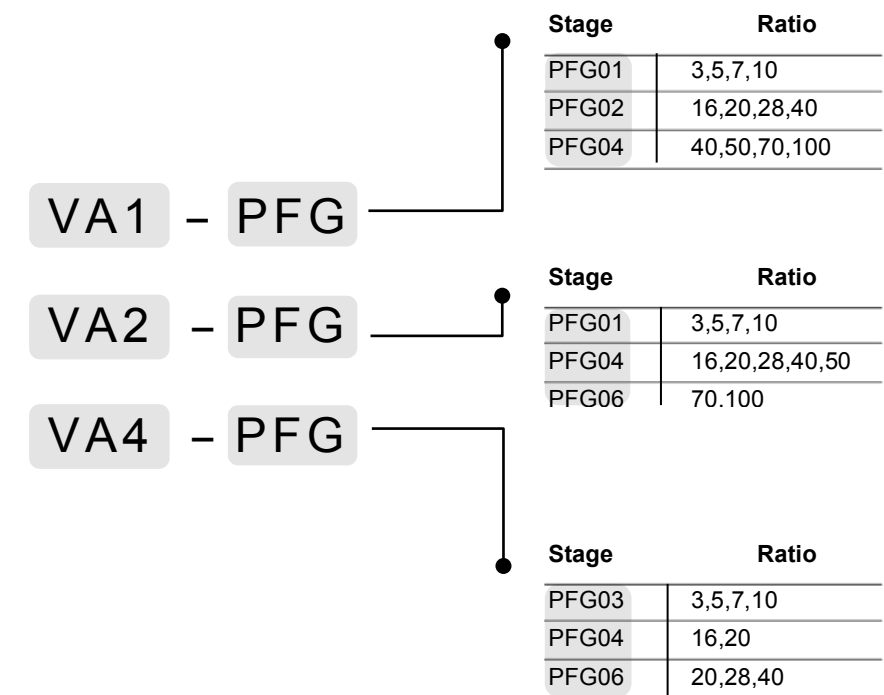 Stage Ratio
PFG01 3,5,7,10
PFG02 16,20,28,40
PFG04 40,50,70,100
VA1 – PFG
Stage Ratio
PFG01 3,5,7,10
PFG04 16,20,28,40,50
PFG06 70,100
VA2 – PFG
VA4 – PFG
Stage Ratio
PFG03 3,5,7,10
PFG04 16,20
PFG06 20,28,40